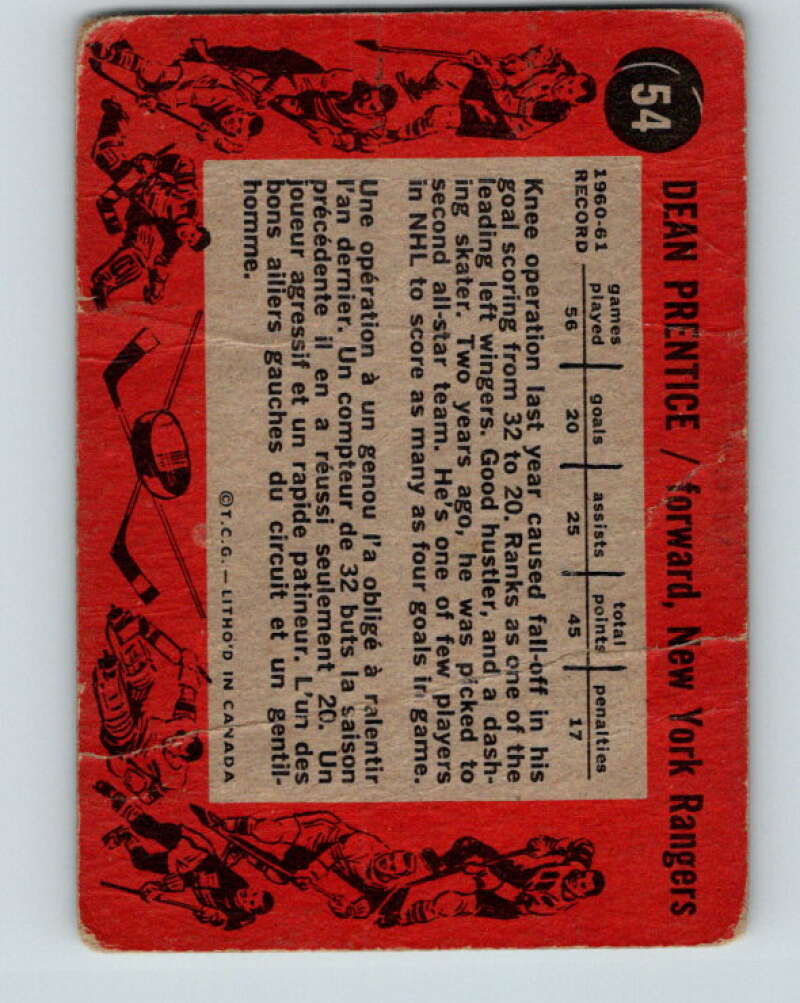 54
DEAN PRENTICE / forward, New York Rangers
1960-61 RECORD
games played goals assists total points penalties
56 20 25 45 17
Knee operation last year caused fall-off in his
goal scoring from 32 to 20. Ranks as one of the
leading left wingers. Good hustler, and a dash-
ing skater. Two years ago, he was picked to
second all-star team. He's one of few players
in NHL to score as many as four goals in game.
Une opération à un genou l'a obligé à ralentir
l'an dernier. Un compteur de 32 buts la saison
précédente il en a réussi seulement 20. Un
joueur agressif et un rapide patineur. L'un des
bons ailiers gauches du circuit et un gentil-
homme.
©T.C.G. — LITHO'D IN CANADA